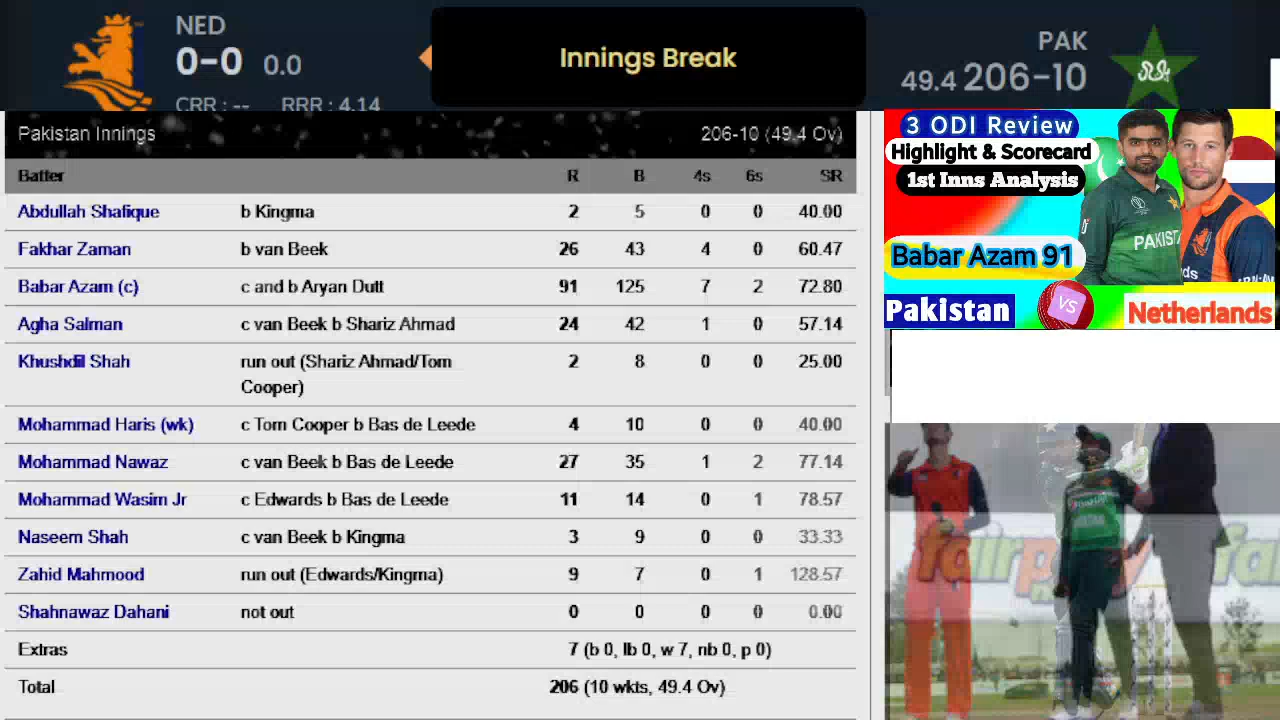 NED
0-0 0.0
CRR : -- RRR : 4.14
Innings Break
PAK
49.4 206-10
Pakistan Innings 206-10 (49.4 Ov)
Batter R B 4s 6s SR
Abdullah Shafique b Kingma 2 5 0 0 40.00
Fakhar Zaman b van Beek 26 43 4 0 60.47
Babar Azam (c) c and b Aryan Dutt 91 125 7 2 72.80
Agha Salman c van Beek b Shariz Ahmad 24 42 1 0 57.14
Khushdil Shah run out (Shariz Ahmad/Tom 2 8 0 0 25.00
Cooper)
Mohammad Haris (wk) c Tom Cooper b Bas de Leede 4 10 0 0 40.00
Mohammad Nawaz c van Beek b Bas de Leede 27 35 1 2 77.14
Mohammad Wasim Jr c Edwards b Bas de Leede 11 14 0 1 78.57
Naseem Shah c van Beek b Kingma 3 9 0 0 33.33
Zahid Mahmood run out (Edwards/Kingma) 9 7 0 1 128.57
Shahnawaz Dahani not out 0 0 0 0 0.00
Extras 7 (b 0, lb 0, w 7, nb 0, p 0)
Total 206 (10 wkts, 49.4 Ov)
3 ODI Review
Highlight & Scorecard
1st Inns Analysis
Babar Azam 91
Pakistan
VS
Netherlands
fairplay